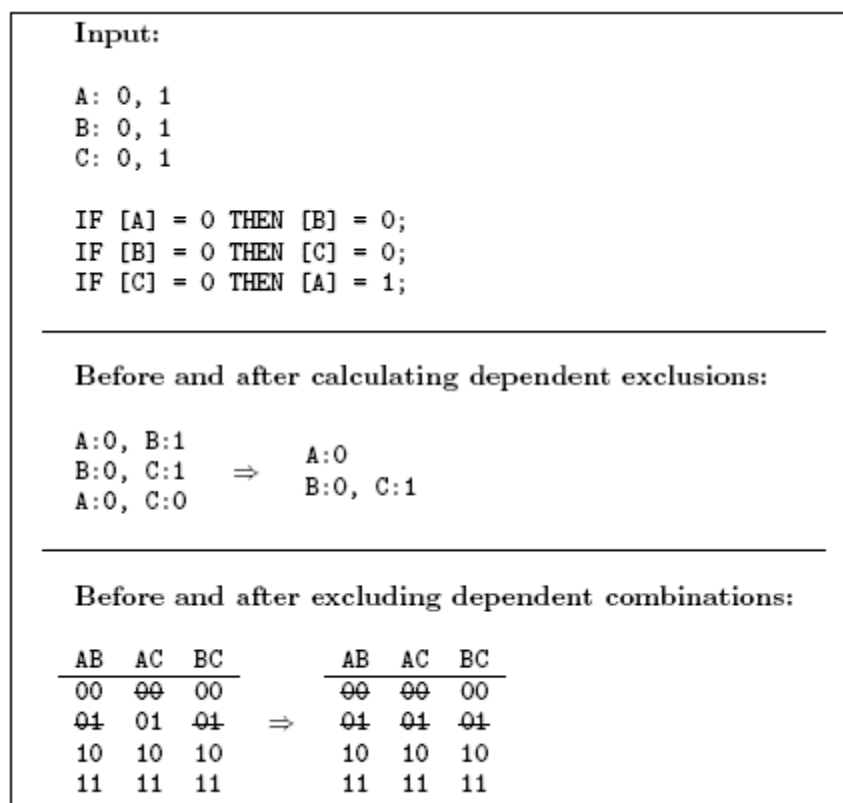 Input:
A: 0, 1
B: 0, 1
C: 0, 1
IF [A] = 0 THEN [B] = 0;
IF [B] = 0 THEN [C] = 0;
IF [C] = 0 THEN [A] = 1;
Before and after calculating dependent exclusions:
A:0, B:1
B:0, C:1 ⇒
A:0, C:0
A:0
B:0, C:1
Before and after excluding dependent combinations:
AB AC BC AB AC BC
00 00 00 00 00 00
01 01 01 ⇒ 01 01 01
10 10 10 10 10 10
11 11 11 11 11 11